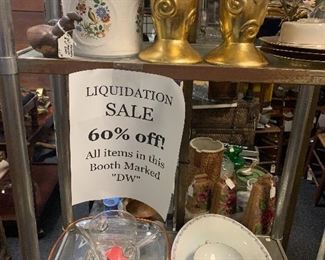 LIQUIDATION
SALE
60% off!
All items in this
Booth Marked
"DW"